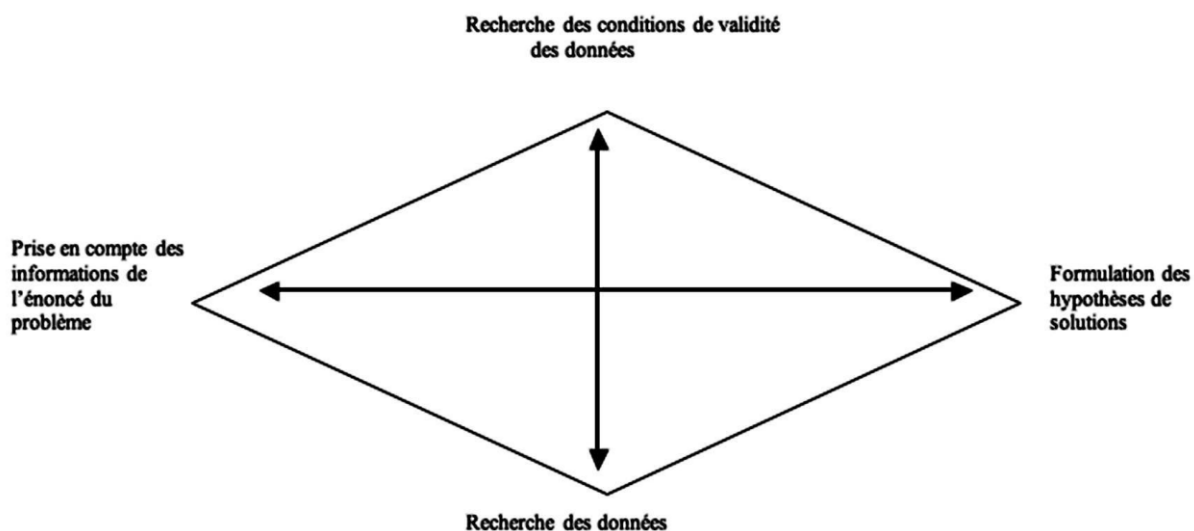 Recherche des conditions de validité
des données
Prise en compte des
informations de
l'énoncé du
problème
Formulation des
hypothèses de
solutions
Recherche des données